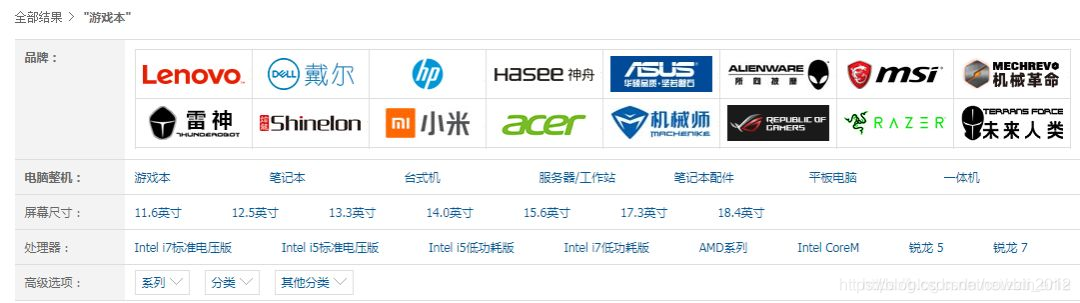 全部结果 > "游戏本"
品牌：
Lenovo. DELL 戴尔 hp Hasee 神舟 ASUS 华硕品质·坚若磐石 ALIENWARE msi MECHREVO 机械革命
雷神 THUNDEROBOT Shinelon mi 小米 acer 机械师 MACHENIKE REPUBLIC OF GAMERS RAZER TERRANS FORCE 未来人类
电脑整机： 游戏本 笔记本 台式机 服务器/工作站 笔记本配件 平板电脑 一体机
屏幕尺寸： 11.6英寸 12.5英寸 13.3英寸 14.0英寸 15.6英寸 17.3英寸 18.4英寸
处理器： Intel i7标准电压版 Intel i5标准电压版 Intel i5低功耗版 Intel i7低功耗版 AMD系列 Intel CoreM 锐龙 5 锐龙 7
高级选项： 系列 分类 其他分类